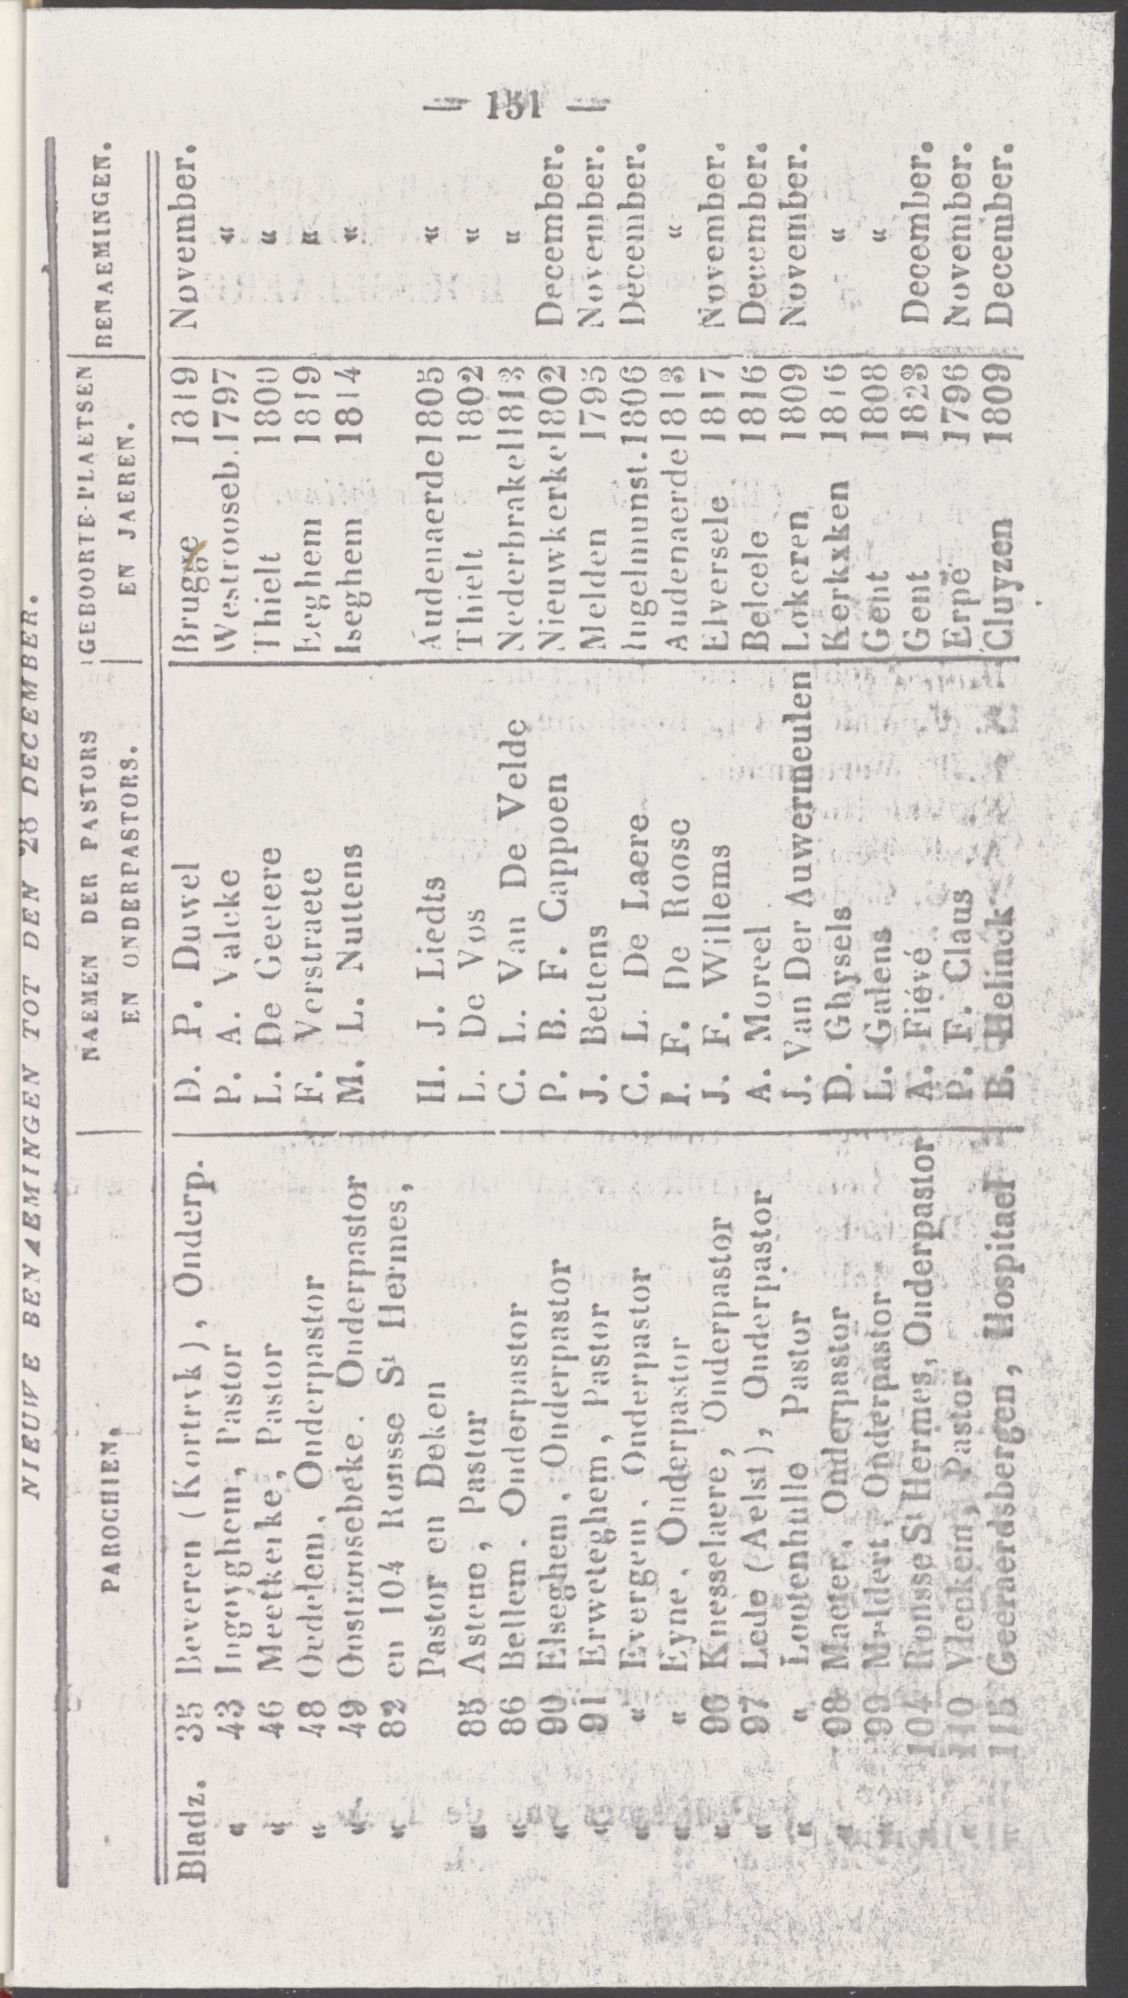 — 151 —
NIEUWE BENAEMINGEN TOT DEN 28 DECEMBER.
PAROCHIEN. NAEMEN DER PASTORS EN ONDERPASTORS. GEBOORTE-PLAETSEN EN JAEREN. BENAEMINGEN.
Bladz. 35 Beveren (Kortryk), Onderp. D. P. Duwel Brugge 1819 November.
« 43 Ingoyghem, Pastor P. A. Valcke Westrooseb. 1797 «
« 46 Meetkerke, Pastor L. De Geetere Thielt 1800 «
« 48 Oedelem, Onderpastor F. Verstraete Eeghem 1819 «
« 49 Oostroosebeke. Onderpastor M. L. Nuttens Iseghem 1814 «
« 82 en 104 Ronsse St Hermes,
Pastor en Deken H. J. Liedts Audenaerde 1805 «
« 85 Astene, Pastor L. De Vos Thielt 1802 «
« 86 Bellem. Onderpastor C. L. Van De Velde Nederbrakel 1813 «
« 90 Elseghem, Onderpastor P. B. F. Cappoen Nieuwkerke 1802 December.
« 91 Erweteghem, Pastor J. Bettens Melden 1795 November.
« « Evergem, Onderpastor C. L. De Laere Ingelmunst. 1806 December.
« « Eyne, Onderpastor I. F. De Roose Audenaerde 1813 «
« 96 Knesselaere, Onderpastor J. F. Willems Elversele 1817 November.
« 97 Lede (Aelst), Onderpastor A. Moreel Belcele 1816 December.
« « Lootenhulle Pastor J. Van Der Auwermeulen Lokeren 1809 November.
« 98 Maeter, Onderpastor D. Ghysels Kerkxken 1816 «
« 99 Meldert, Onderpastor L. Galens Gent 1808 «
« 104 Ronsse St Hermes, Onderpastor A. Fiévé Gent 1823 December.
« 110 Vleckem, Pastor P. F. Claus Erpe 1796 November.
« 115 Geeraerdsbergen, Hospitael B. Helinck Cluyzen 1809 December.